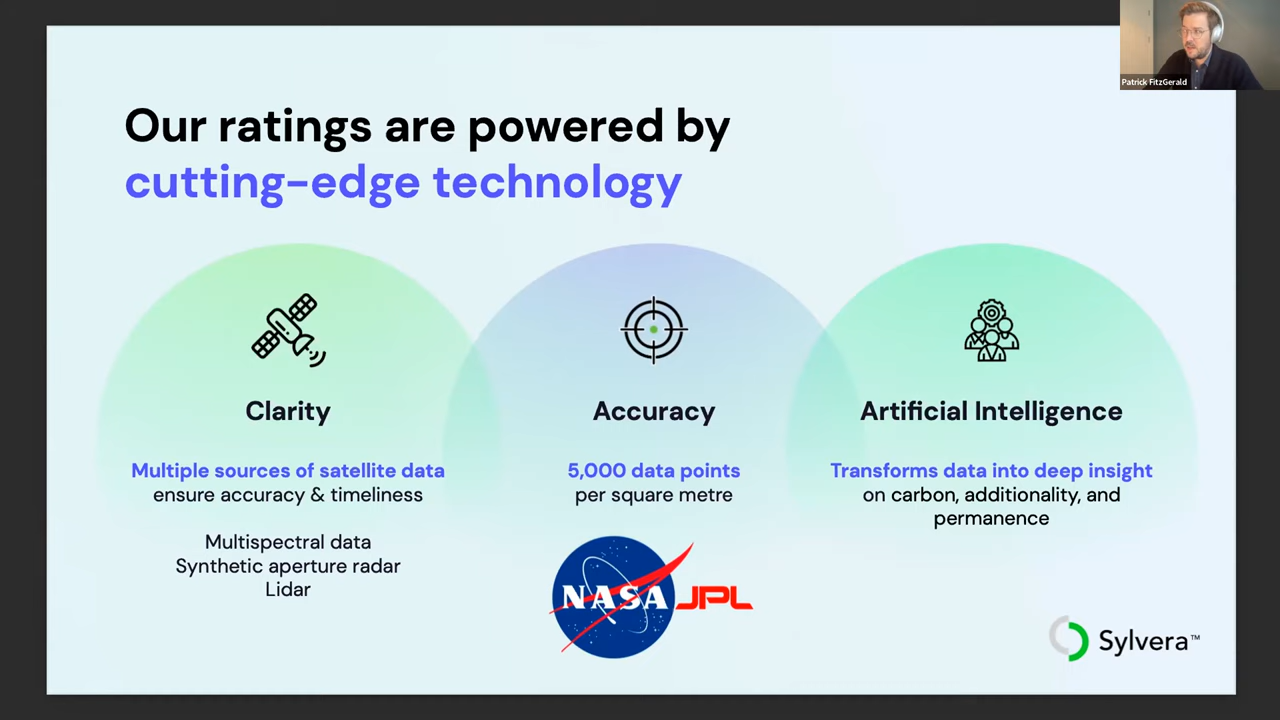 Patrick FitzGerald
Our ratings are powered by
cutting-edge technology
Clarity
Multiple sources of satellite data
ensure accuracy & timeliness
Multispectral data
Synthetic aperture radar
Lidar
Accuracy
5,000 data points
per square metre
NASA JPL
Artificial Intelligence
Transforms data into deep insight
on carbon, additionality, and
permanence
Sylvera™